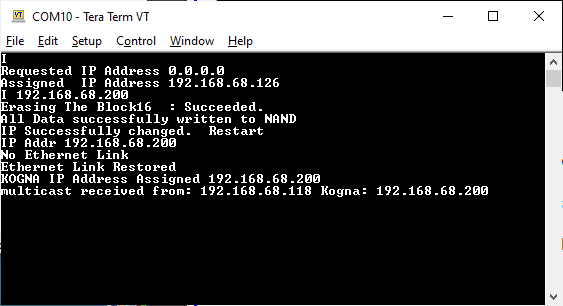 COM10 - Tera Term VT
File Edit Setup Control Window Help
I
Requested IP Address 0.0.0.0
Assigned  IP Address 192.168.68.126
I 192.168.68.200
Erasing The Block16  : Succeeded.
All Data successfully written to NAND
IP Successfully changed.  Restart
IP Addr 192.168.68.200
No Ethernet Link
Ethernet Link Restored
KOGNA IP Address Assigned 192.168.68.200
multicast received from: 192.168.68.118 Kogna: 192.168.68.200